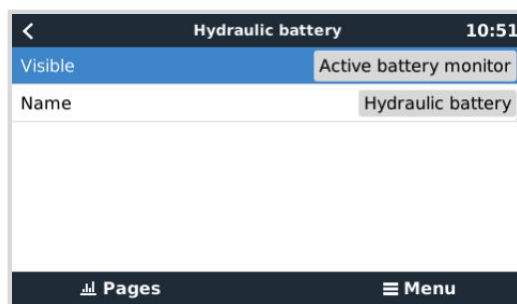 Hydraulic battery 10:51
Visible Active battery monitor
Name Hydraulic battery
Pages Menu